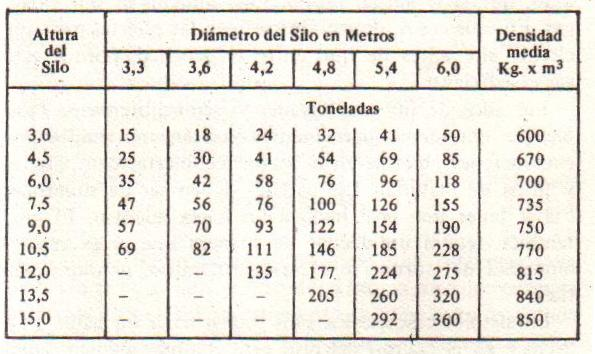 Altura del Silo | Diámetro del Silo en Metros | Densidad media Kg. x m³
3,3 | 3,6 | 4,2 | 4,8 | 5,4 | 6,0
Toneladas
3,0 | 15 | 18 | 24 | 32 | 41 | 50 | 600
4,5 | 25 | 30 | 41 | 54 | 69 | 85 | 670
6,0 | 35 | 42 | 58 | 76 | 96 | 118 | 700
7,5 | 47 | 56 | 76 | 100 | 126 | 155 | 735
9,0 | 57 | 70 | 93 | 122 | 154 | 190 | 750
10,5 | 69 | 82 | 111 | 146 | 185 | 228 | 770
12,0 | – | – | 135 | 177 | 224 | 275 | 815
13,5 | – | – | – | 205 | 260 | 320 | 840
15,0 | – | – | – | – | 292 | 360 | 850